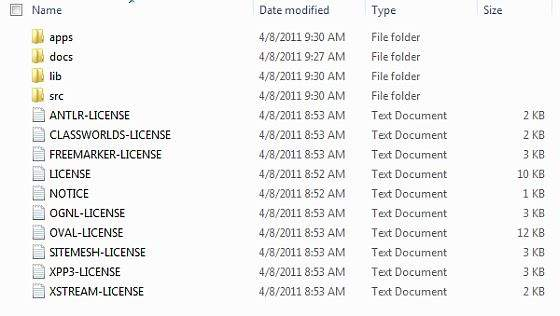 Name Date modified Type Size
apps 4/8/2011 9:30 AM File folder
docs 4/8/2011 9:27 AM File folder
lib 4/8/2011 9:30 AM File folder
src 4/8/2011 9:30 AM File folder
ANTLR-LICENSE 4/8/2011 8:53 AM Text Document 2 KB
CLASSWORLDS-LICENSE 4/8/2011 8:53 AM Text Document 2 KB
FREEMARKER-LICENSE 4/8/2011 8:53 AM Text Document 3 KB
LICENSE 4/8/2011 8:52 AM Text Document 10 KB
NOTICE 4/8/2011 8:52 AM Text Document 1 KB
OGNL-LICENSE 4/8/2011 8:53 AM Text Document 3 KB
OVAL-LICENSE 4/8/2011 8:53 AM Text Document 12 KB
SITEMESH-LICENSE 4/8/2011 8:53 AM Text Document 3 KB
XPP3-LICENSE 4/8/2011 8:53 AM Text Document 3 KB
XSTREAM-LICENSE 4/8/2011 8:53 AM Text Document 2 KB